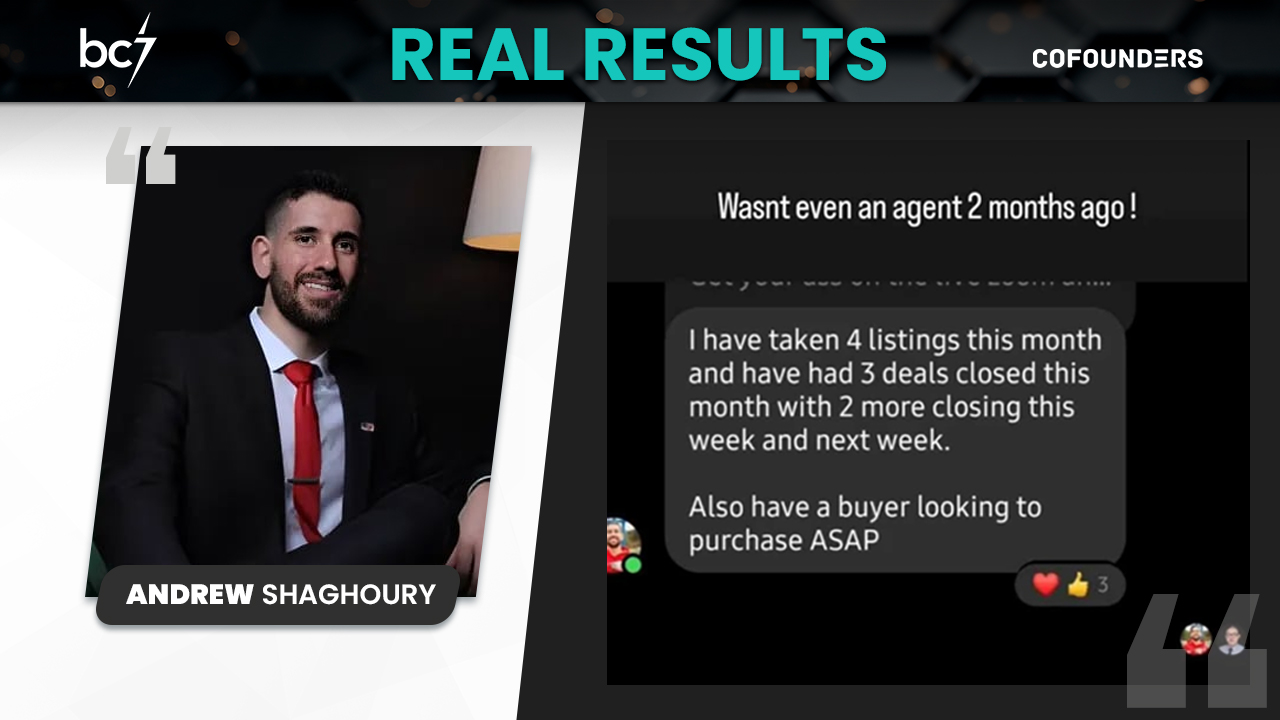 bc7
REAL RESULTS
COFOUNDERS
ANDREW SHAGHOURY
Wasnt even an agent 2 months ago !
I have taken 4 listings this month
and have had 3 deals closed this
month with 2 more closing this
week and next week.
Also have a buyer looking to
purchase ASAP
3